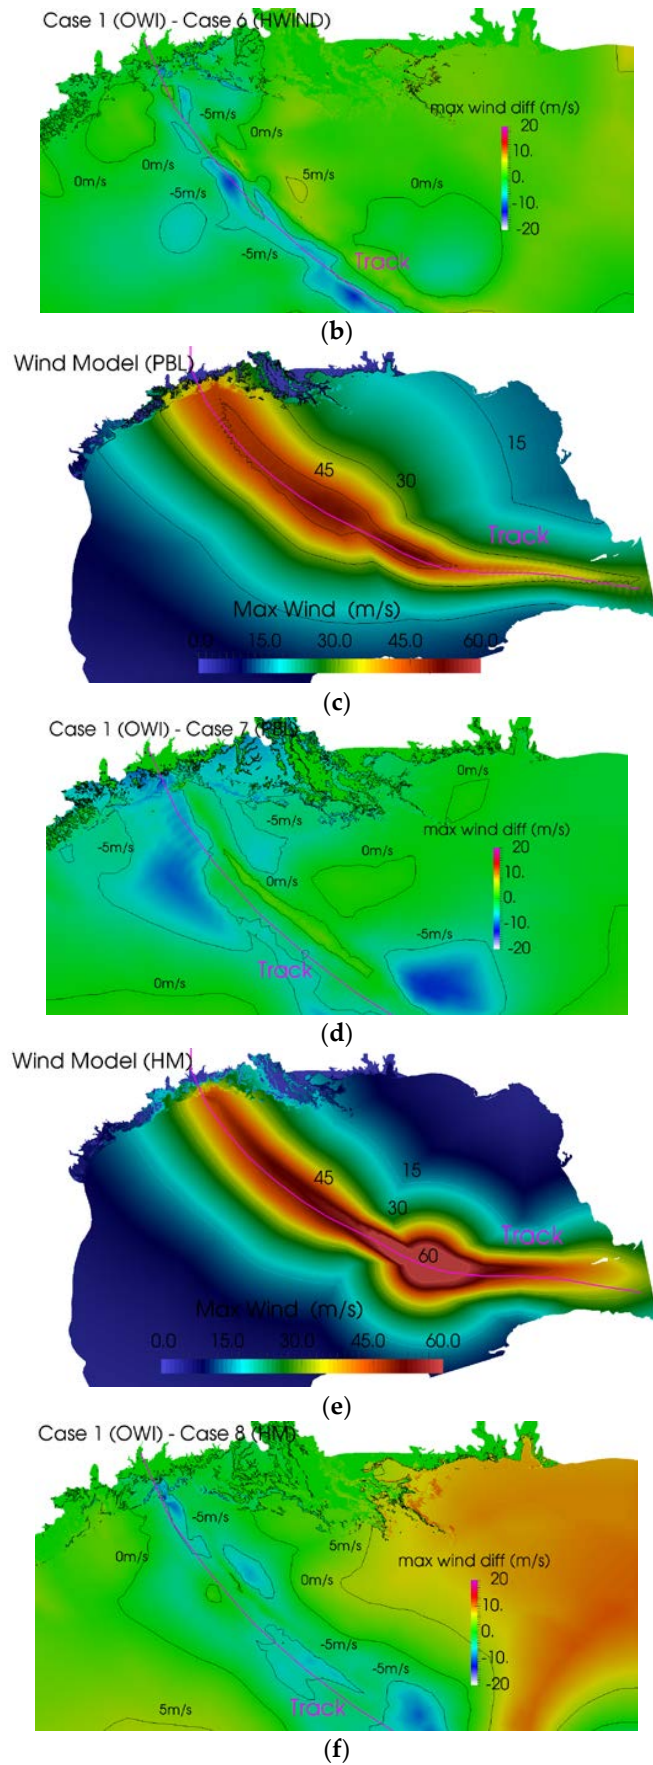 Case 1 (OWI) - Case 6 (HWIND)
-5m/s
max wind diff (m/s)
20
0m/s
0m/s
10.
0m/s
5m/s
0.
0m/s
-5m/s
-10.
-20
-5m/s
Track
(b)
Wind Model (PBL)
15
45
30
Track
Max Wind (m/s)
0.0 15.0 30.0 45.0 60.0
(c)
Case 1 (OWI) - Case 7 (PBL)
0m/s
-5m/s
-5m/s
max wind diff (m/s)
20
0m/s
10.
0m/s
0.
-10.
-5m/s
-20
Track
0m/s
(d)
Wind Model (HM)
15
45
30
Track
60
Max Wind (m/s)
0.0 15.0 30.0 45.0 60.0
(e)
Case 1 (OWI) - Case 8 (HM)
-5m/s
5m/s
0m/s
max wind diff (m/s)
0m/s
20
10.
0.
-5m/s
-10.
-5m/s
-20
Track
5m/s
(f)